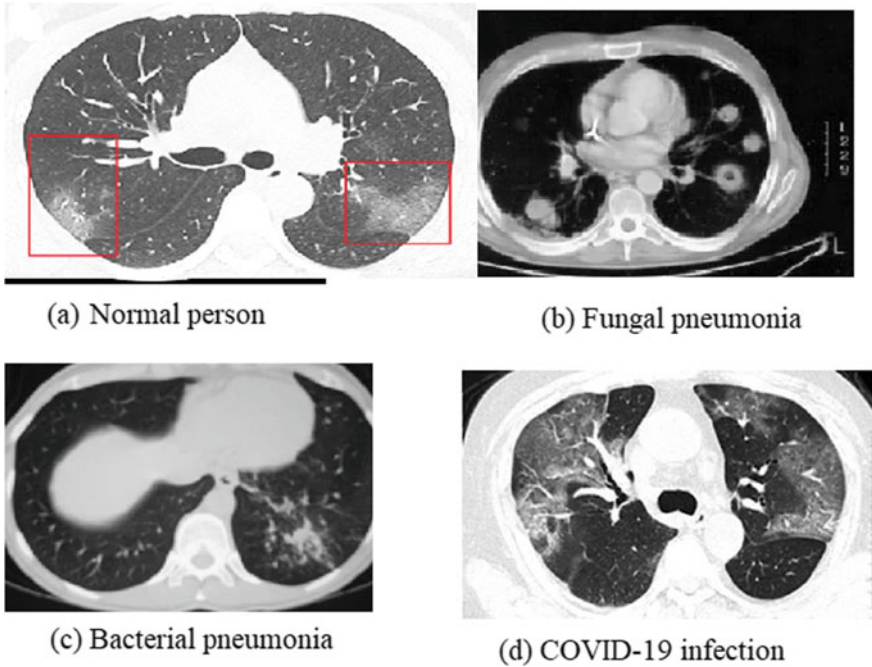 (a) Normal person
(b) Fungal pneumonia
L
(c) Bacterial pneumonia
(d) COVID-19 infection